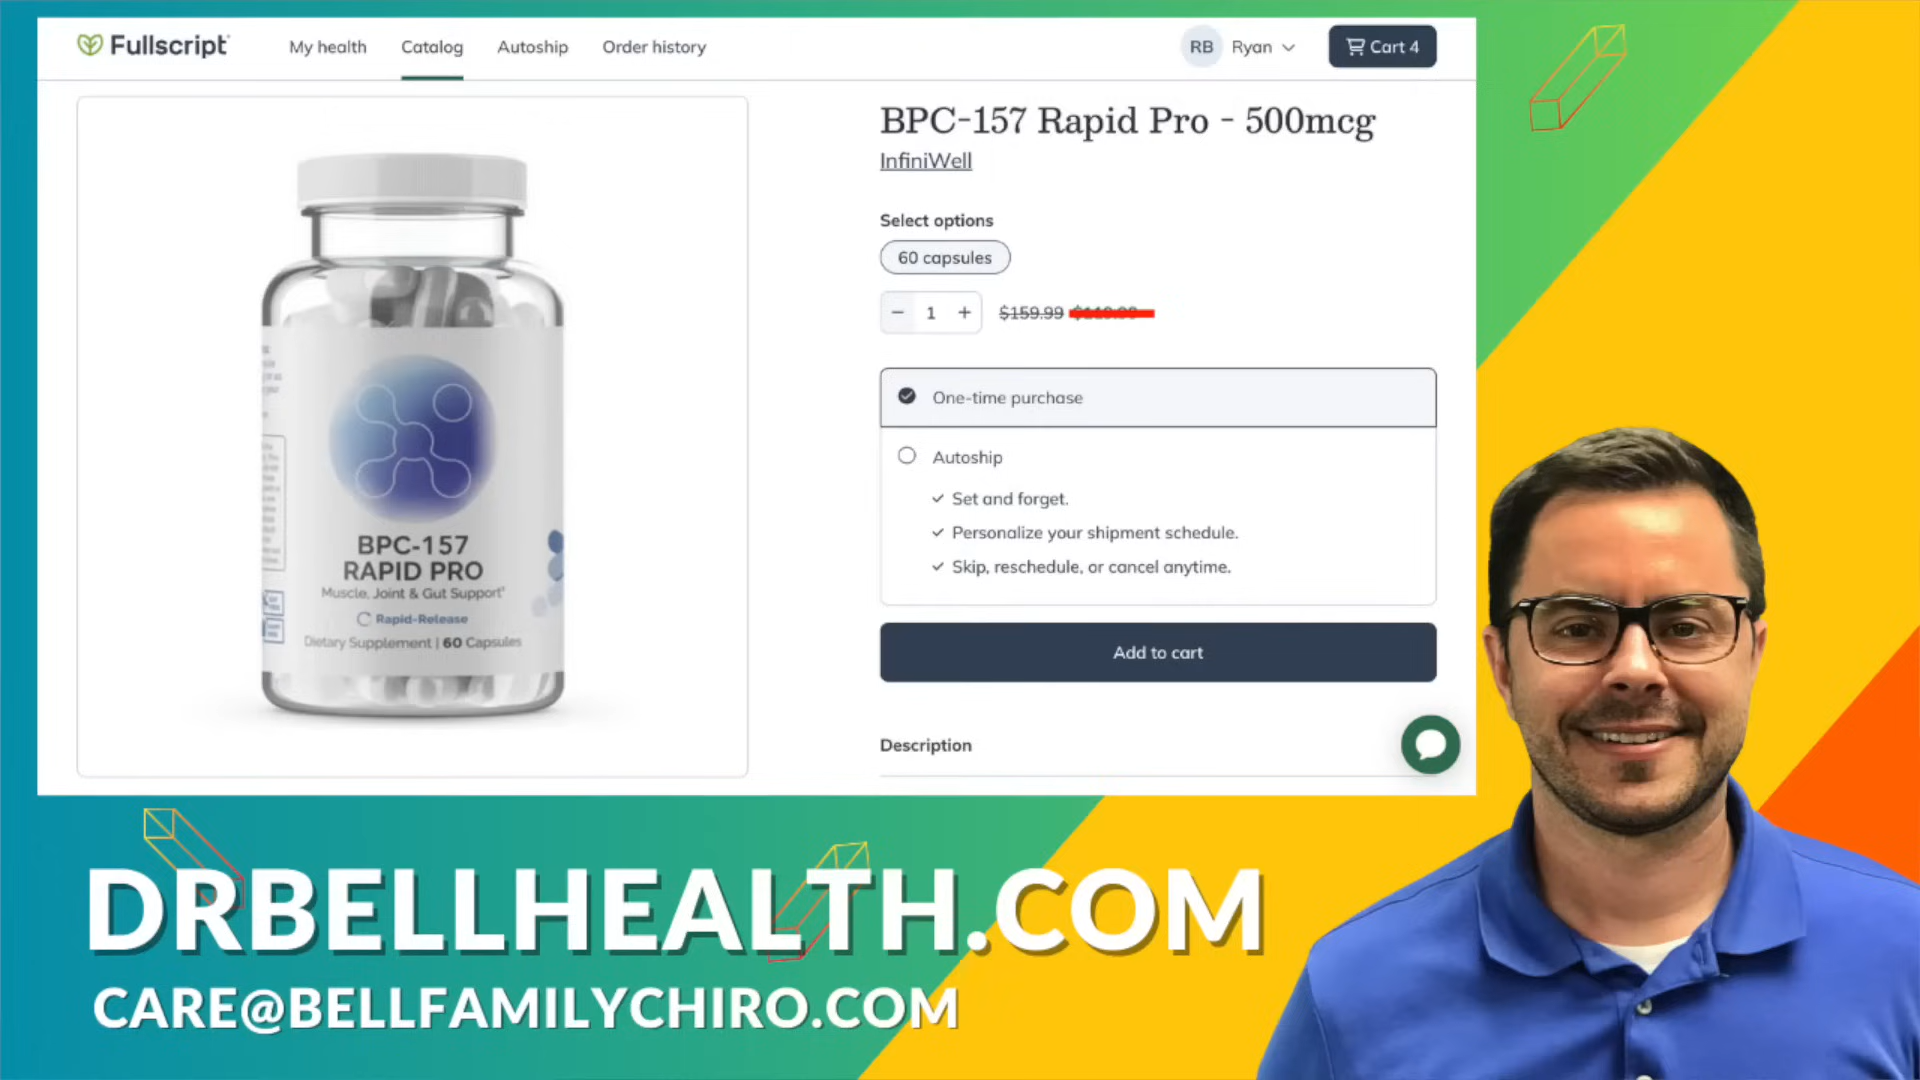 Fullscript
My health Catalog Autoship Order history
RB Ryan Cart 4
BPC-157 Rapid Pro - 500mcg
InfiniWell
Select options
60 capsules
− 1 + $159.99
One-time purchase
Autoship
Set and forget.
Personalize your shipment schedule.
Skip, reschedule, or cancel anytime.
Add to cart
Description
BPC-157
RAPID PRO
Muscle, Joint & Gut Support†
Rapid-Release
Dietary Supplement | 60 Capsules
DRBELLHEALTH.COM
CARE@BELLFAMILYCHIRO.COM